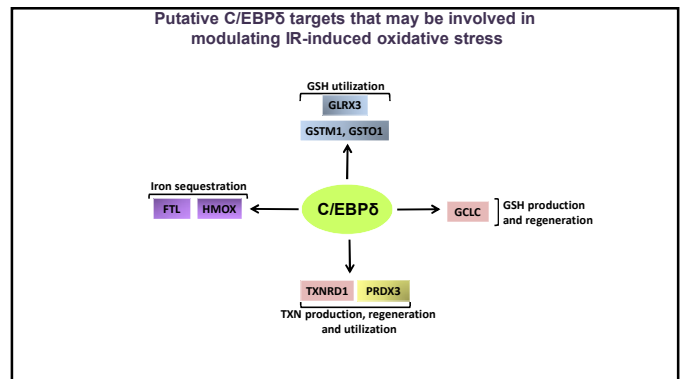 Putative C/EBPδ targets that may be involved in
modulating IR-induced oxidative stress
GSH utilization
GLRX3
GSTM1, GSTO1
Iron sequestration
FTL HMOX
C/EBPδ
GCLC
GSH production
and regeneration
TXNRD1 PRDX3
TXN production, regeneration
and utilization